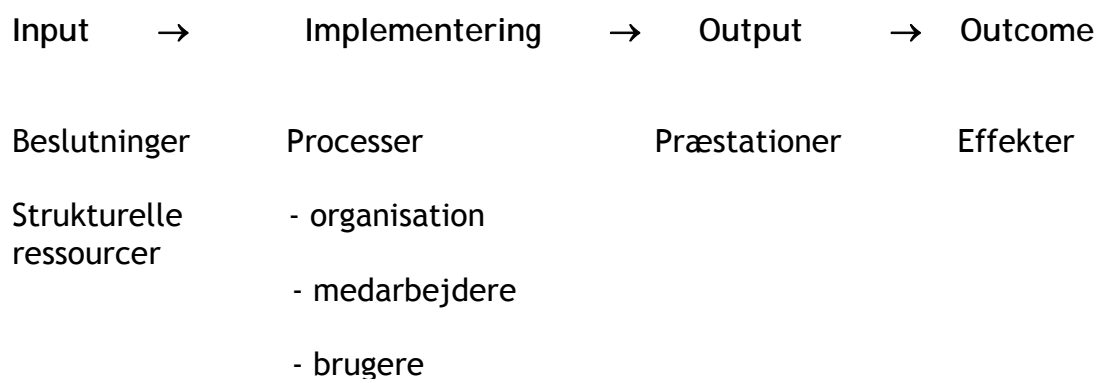 Input → Implementering → Output → Outcome
Beslutninger Processer Præstationer Effekter
Strukturelle - organisation
ressourcer
- medarbejdere
- brugere